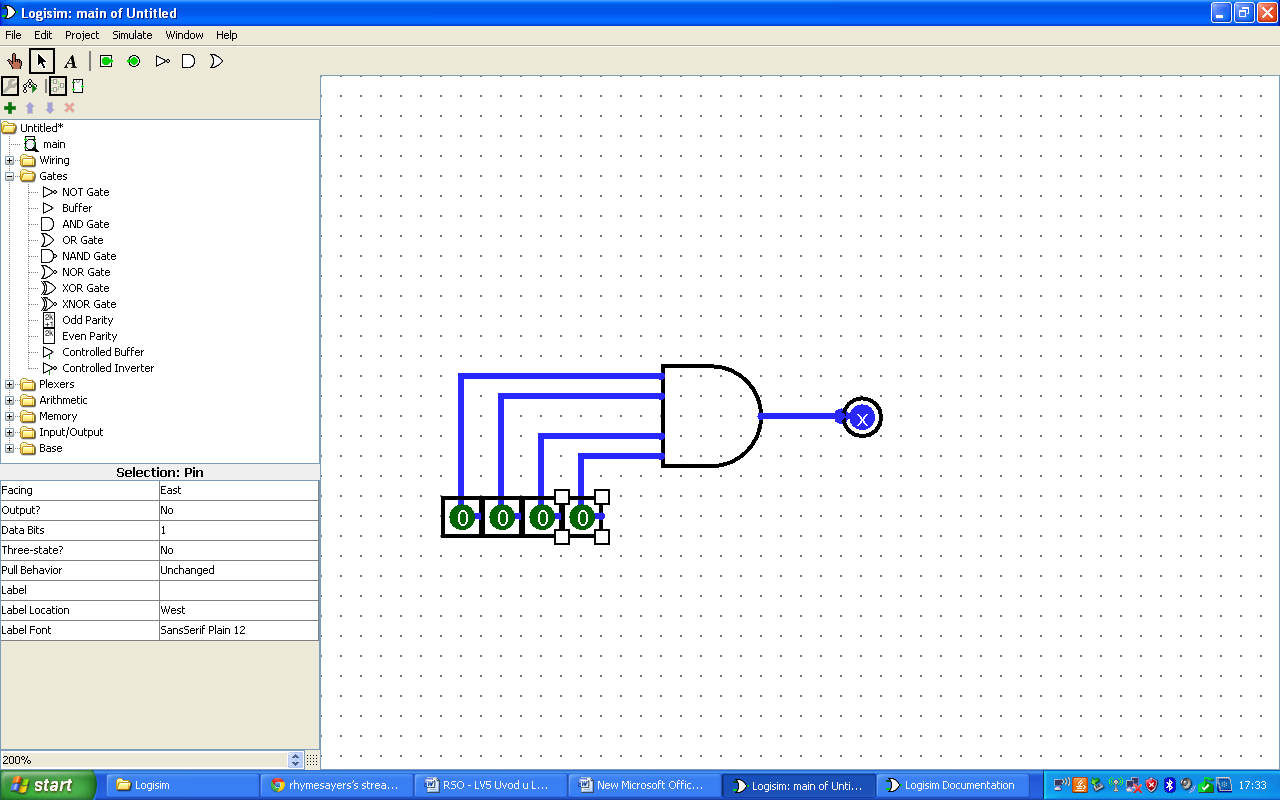 Logisim: main of Untitled
File Edit Project Simulate Window Help
A
Untitled*
main
Wiring
Gates
NOT Gate
Buffer
AND Gate
OR Gate
NAND Gate
NOR Gate
XOR Gate
XNOR Gate
Odd Parity
Even Parity
Controlled Buffer
Controlled Inverter
Plexers
Arithmetic
Memory
Input/Output
Base
Selection: Pin
Facing East
Output? No
Data Bits 1
Three-state? No
Pull Behavior Unchanged
Label
Label Location West
Label Font SansSerif Plain 12
200%
x
0 0 0 0
start Logisim rhymesayers's strea... RSO - LV5 Uvod u L... New Microsoft Offic... Logisim: main of Unti... Logisim Documentation 17:33